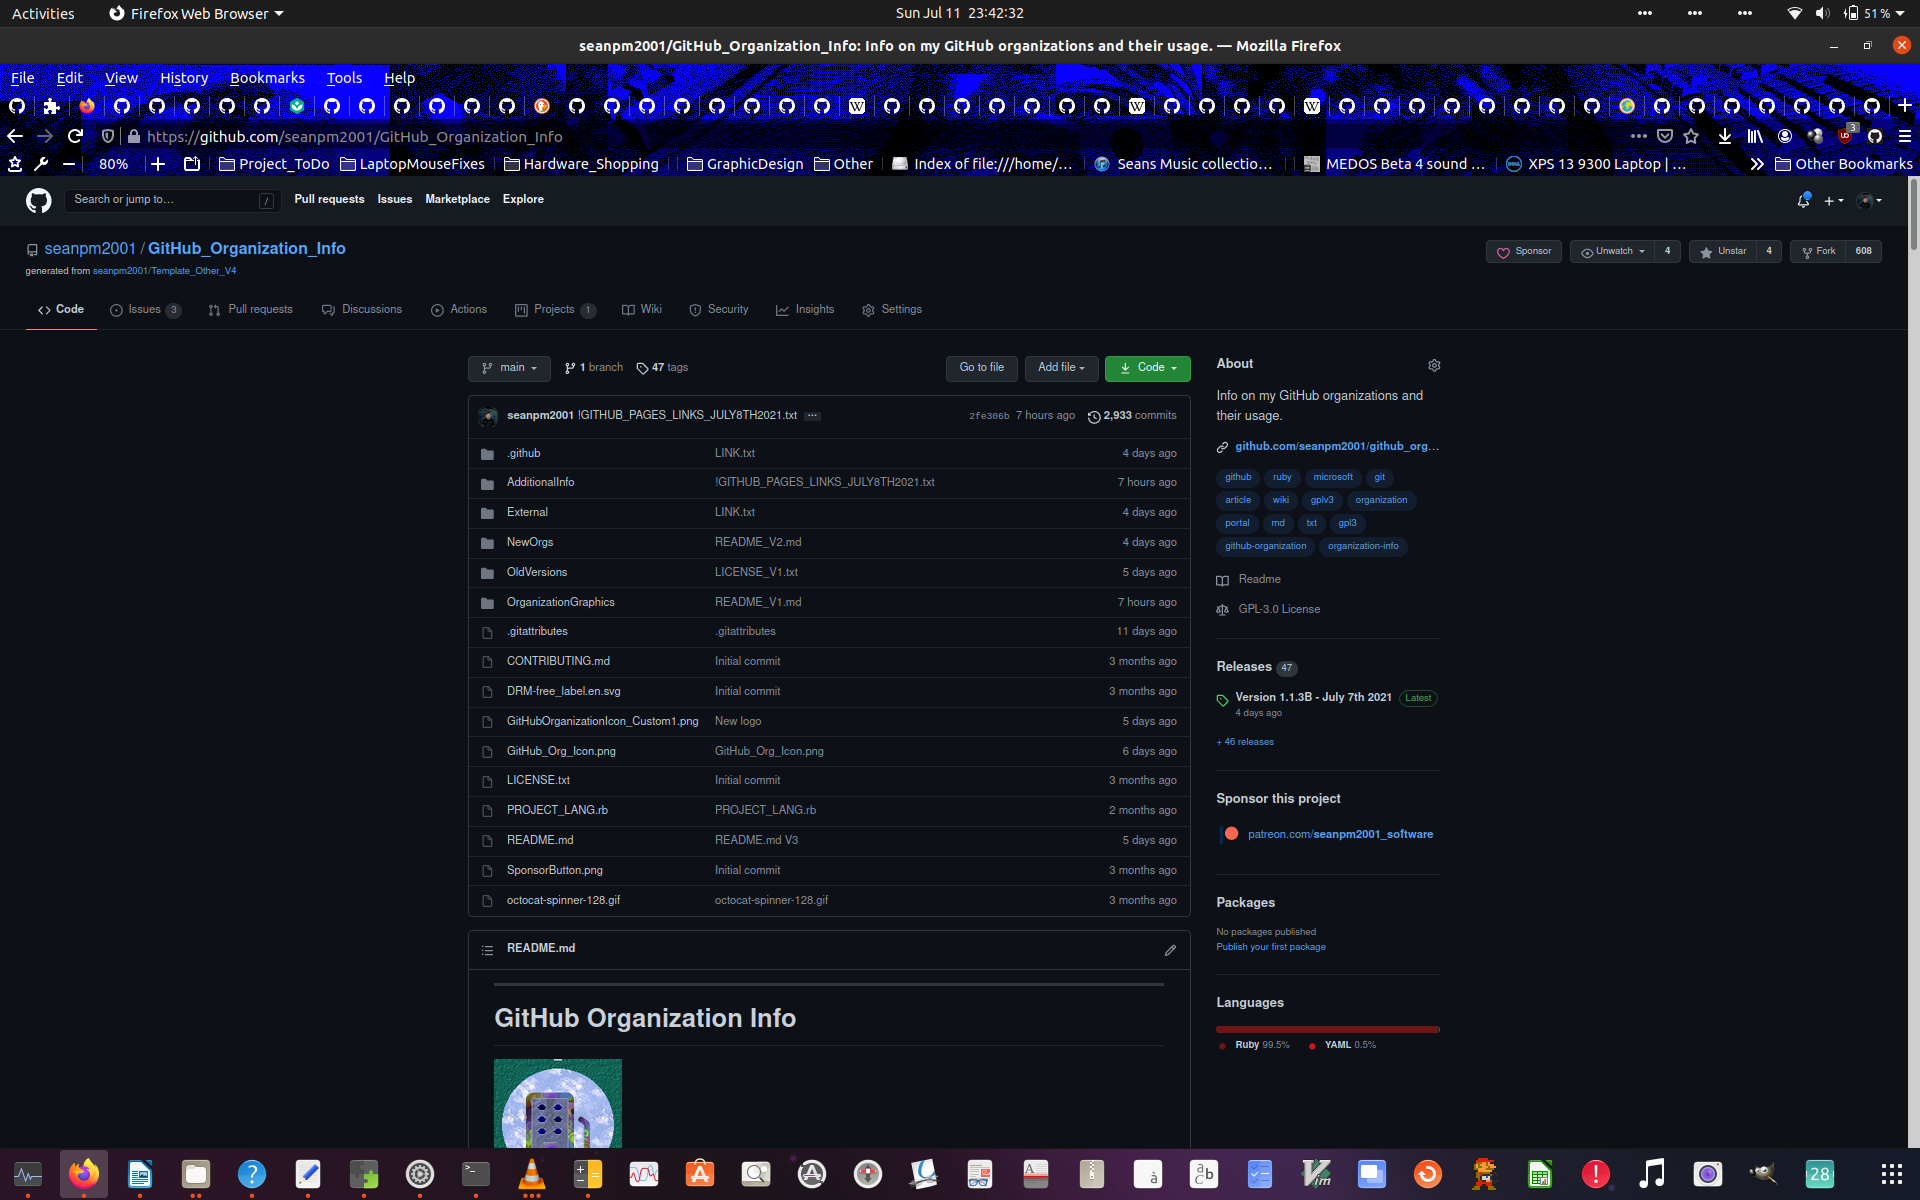 Activities Firefox Web Browser Sun Jul 11 23:42:32 51 %
seanpm2001/GitHub_Organization_Info: Info on my GitHub organizations and their usage. — Mozilla Firefox
File Edit View History Bookmarks Tools Help
https://github.com/seanpm2001/GitHub_Organization_Info 3
80% Project_ToDo LaptopMouseFixes Hardware_Shopping GraphicDesign Other Index of file:///home/… Seans Music collectio… MEDOS Beta 4 sound … XPS 13 9300 Laptop | … Other Bookmarks
Search or jump to… / Pull requests Issues Marketplace Explore
seanpm2001 / GitHub_Organization_Info Sponsor Unwatch 4 Unstar 4 Fork 608
generated from seanpm2001/Template_Other_V4
Code Issues 3 Pull requests Discussions Actions Projects 1 Wiki Security Insights Settings
main 1 branch 47 tags Go to file Add file Code
seanpm2001 !GITHUB_PAGES_LINKS_JULY8TH2021.txt ··· 2fe306b 7 hours ago 2,933 commits
.github LINK.txt 4 days ago
AdditionalInfo !GITHUB_PAGES_LINKS_JULY8TH2021.txt 7 hours ago
External LINK.txt 4 days ago
NewOrgs README_V2.md 4 days ago
OldVersions LICENSE_V1.txt 5 days ago
OrganizationGraphics README_V1.md 7 hours ago
.gitattributes .gitattributes 11 days ago
CONTRIBUTING.md Initial commit 3 months ago
DRM-free_label.en.svg Initial commit 3 months ago
GitHubOrganizationIcon_Custom1.png New logo 5 days ago
GitHub_Org_Icon.png GitHub_Org_Icon.png 6 days ago
LICENSE.txt Initial commit 3 months ago
PROJECT_LANG.rb PROJECT_LANG.rb 2 months ago
README.md README.md V3 5 days ago
SponsorButton.png Initial commit 3 months ago
octocat-spinner-128.gif octocat-spinner-128.gif 3 months ago
README.md
GitHub Organization Info
About
Info on my GitHub organizations and
their usage.
github.com/seanpm2001/github_org…
github ruby microsoft git
article wiki gplv3 organization
portal md txt gpl3
github-organization organization-info
Readme
GPL-3.0 License
Releases 47
Version 1.1.3B - July 7th 2021 Latest
4 days ago
+ 46 releases
Sponsor this project
patreon.com/seanpm2001_software
Packages
No packages published
Publish your first package
Languages
Ruby 99.5% YAML 0.5%
28